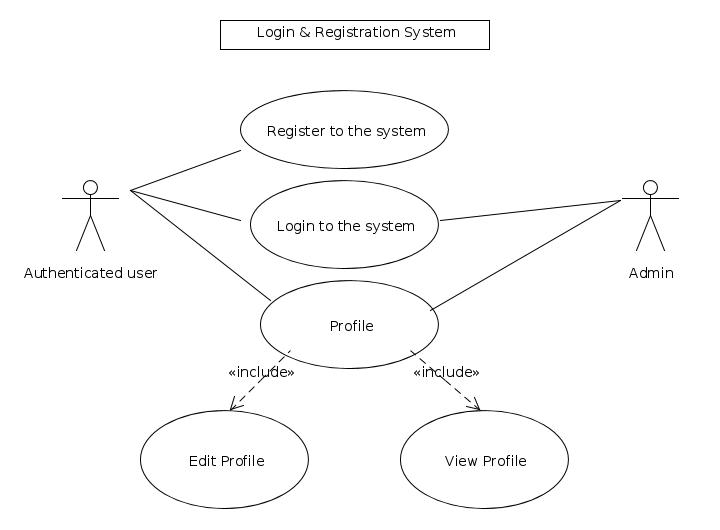 Login & Registration System
Register to the system
Login to the system
Authenticated user
Admin
Profile
«include»
«include»
Edit Profile
View Profile